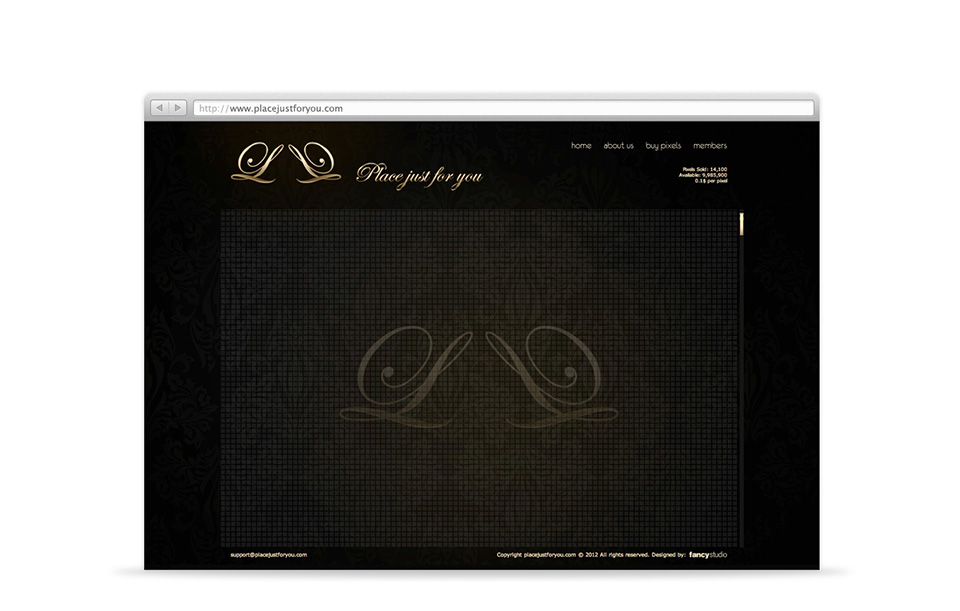 http://www.placejustforyou.com
home about us buy pixels members
Place just for you
Pixels Sold: 14,100
Available: 9,985,900
0.1$ per pixel
support@placejustforyou.com
Copyright placejustforyou.com © 2012 All rights reserved. Designed by: fancystudio